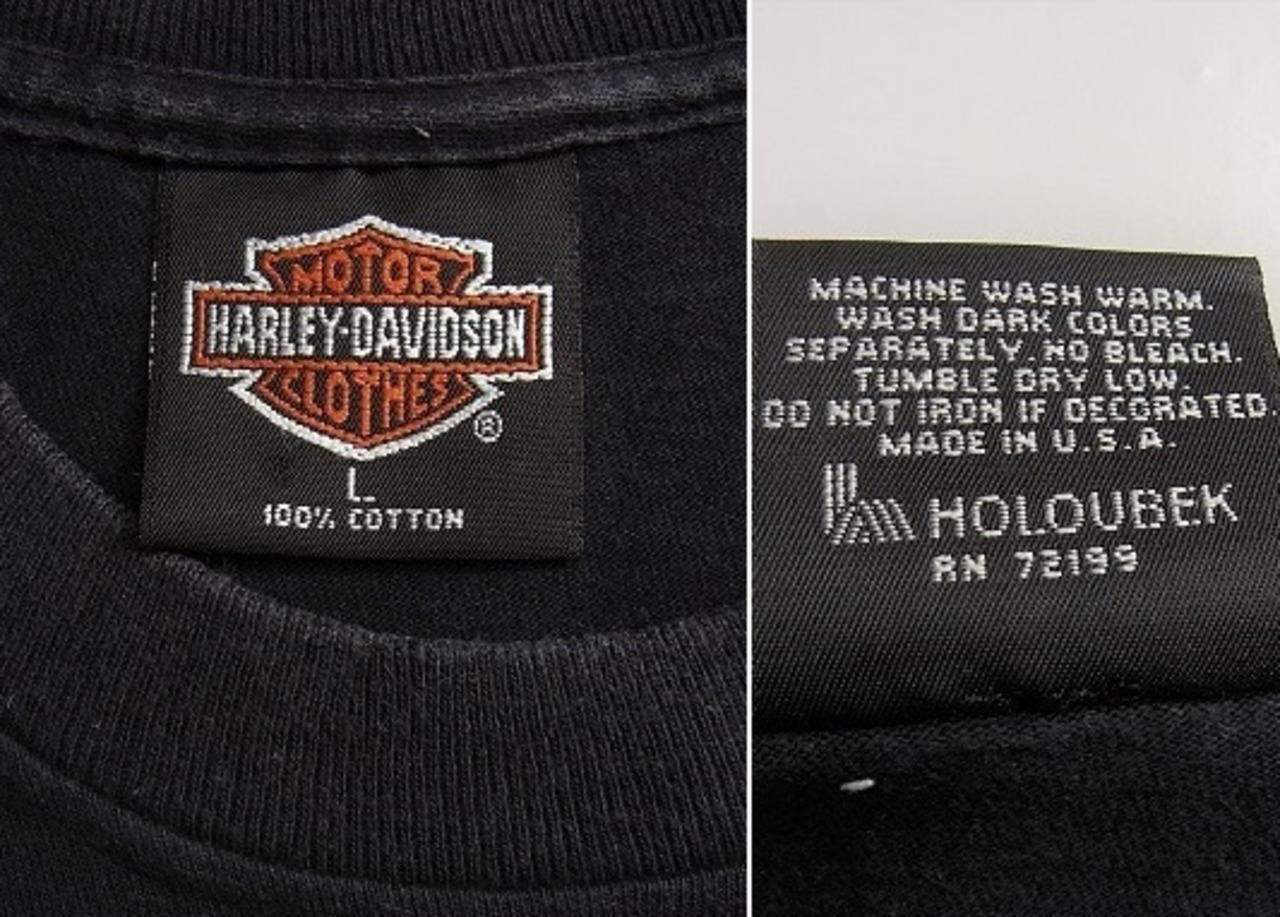 MOTOR
HARLEY-DAVIDSON
CLOTHES
®
L.
100% COTTON
MACHINE WASH WARM.
WASH DARK COLORS
SEPARATELY. NO BLEACH.
TUMBLE DRY LOW.
DO NOT IRON IF DECORATED.
MADE IN U.S.A.
HOLOUBEK
RN 72199